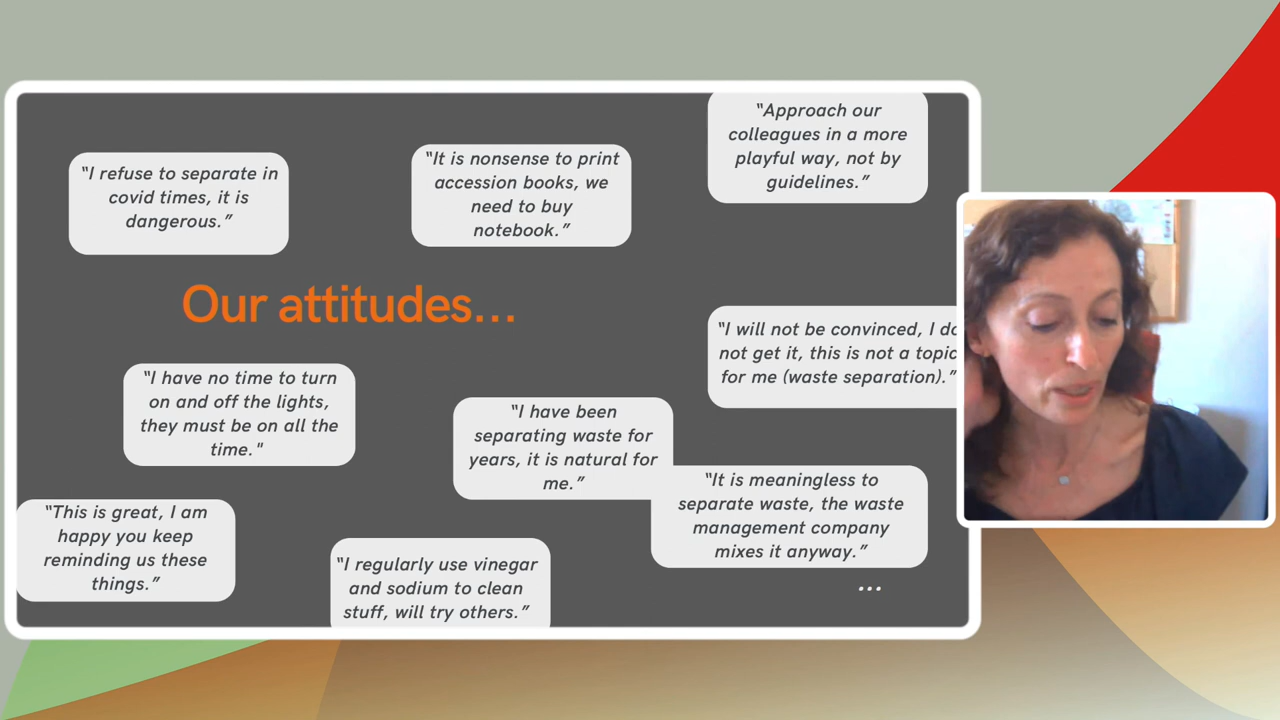 “I refuse to separate in
covid times, it is
dangerous.”
“It is nonsense to print
accession books, we
need to buy
notebook.”
“Approach our
colleagues in a more
playful way, not by
guidelines.”
Our attitudes...
“I will not be convinced, I do
not get it, this is not a topic
for me (waste separation).”
“I have no time to turn
on and off the lights,
they must be on all the
time."
“I have been
separating waste for
years, it is natural for
me.”
“It is meaningless to
separate waste, the waste
management company
mixes it anyway.”
“This is great, I am
happy you keep
reminding us these
things.”
“I regularly use vinegar
and sodium to clean
stuff, will try others.”
...